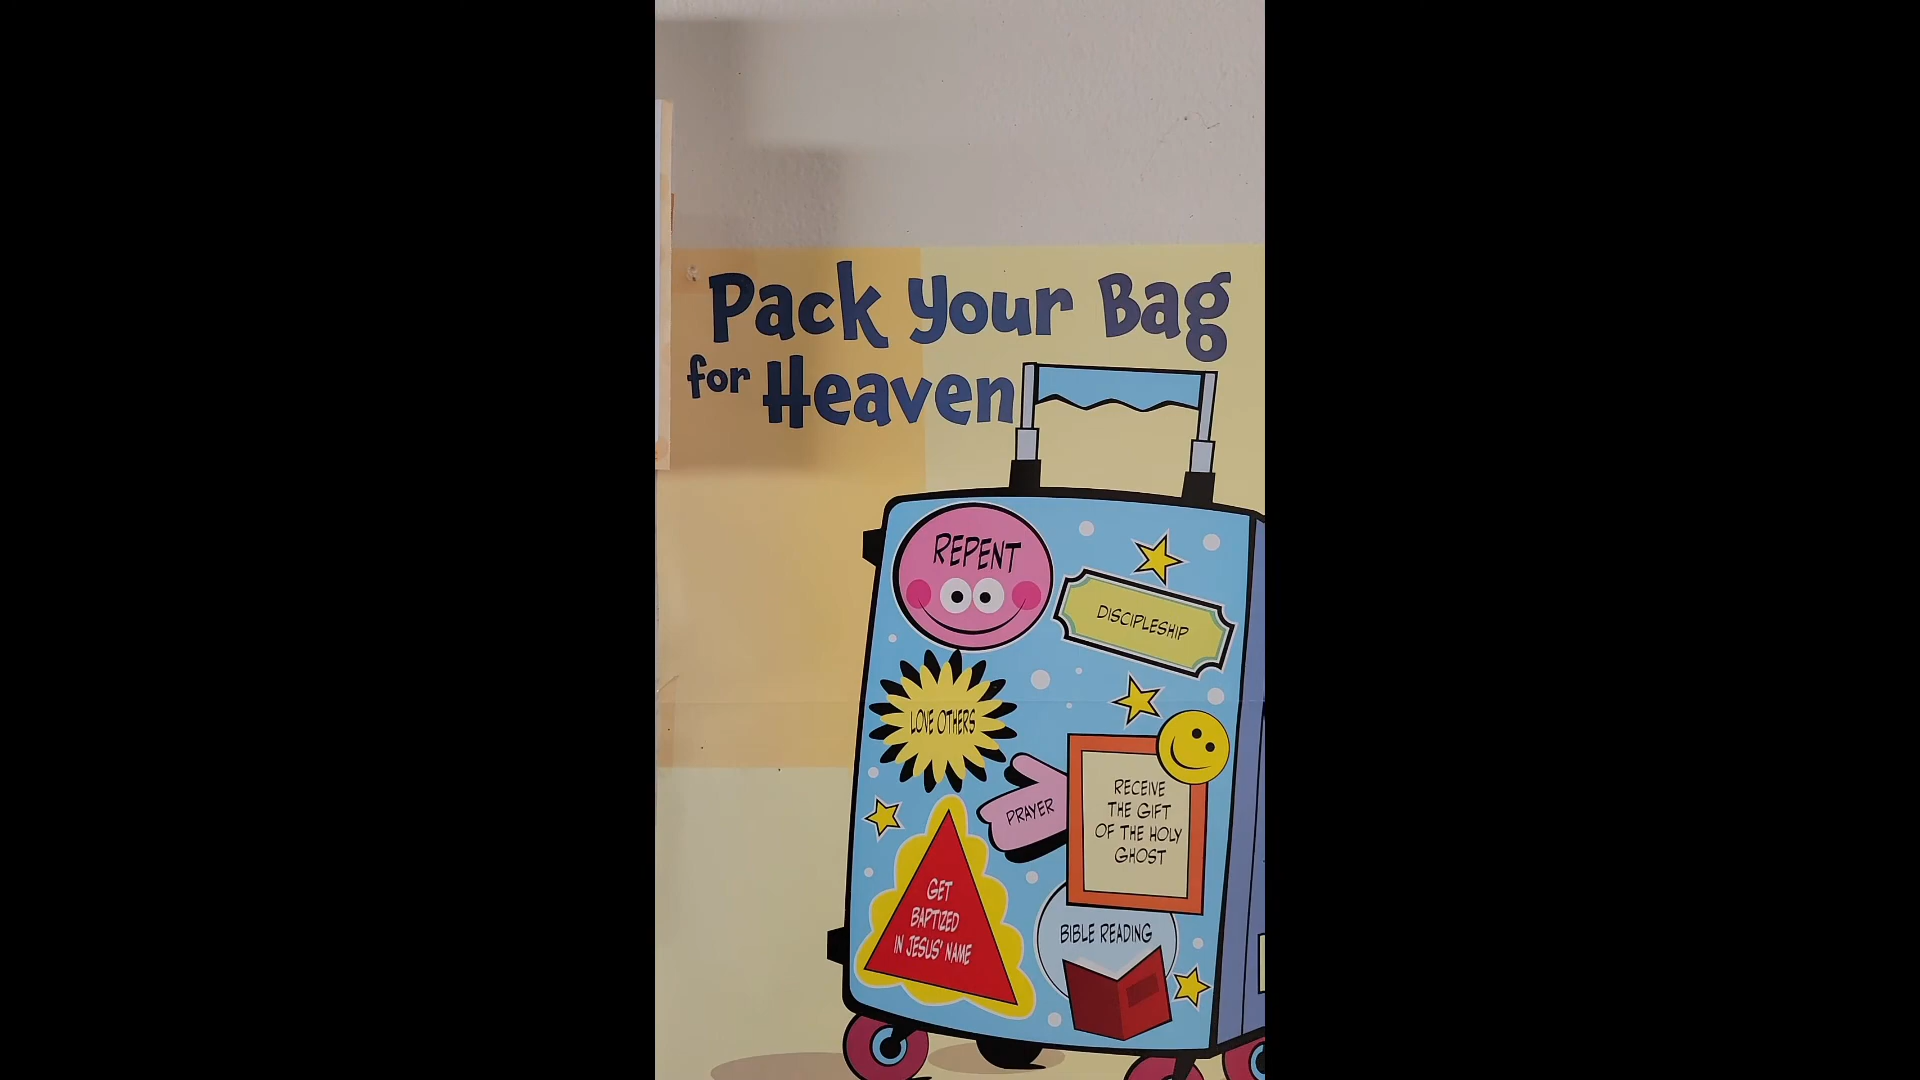 Pack Your Bag
for Heaven
REPENT
DISCIPLESHIP
LOVE OTHERS
PRAYER
RECEIVE
THE GIFT
OF THE HOLY
GHOST
GET
BAPTIZED
IN JESUS' NAME
BIBLE READING